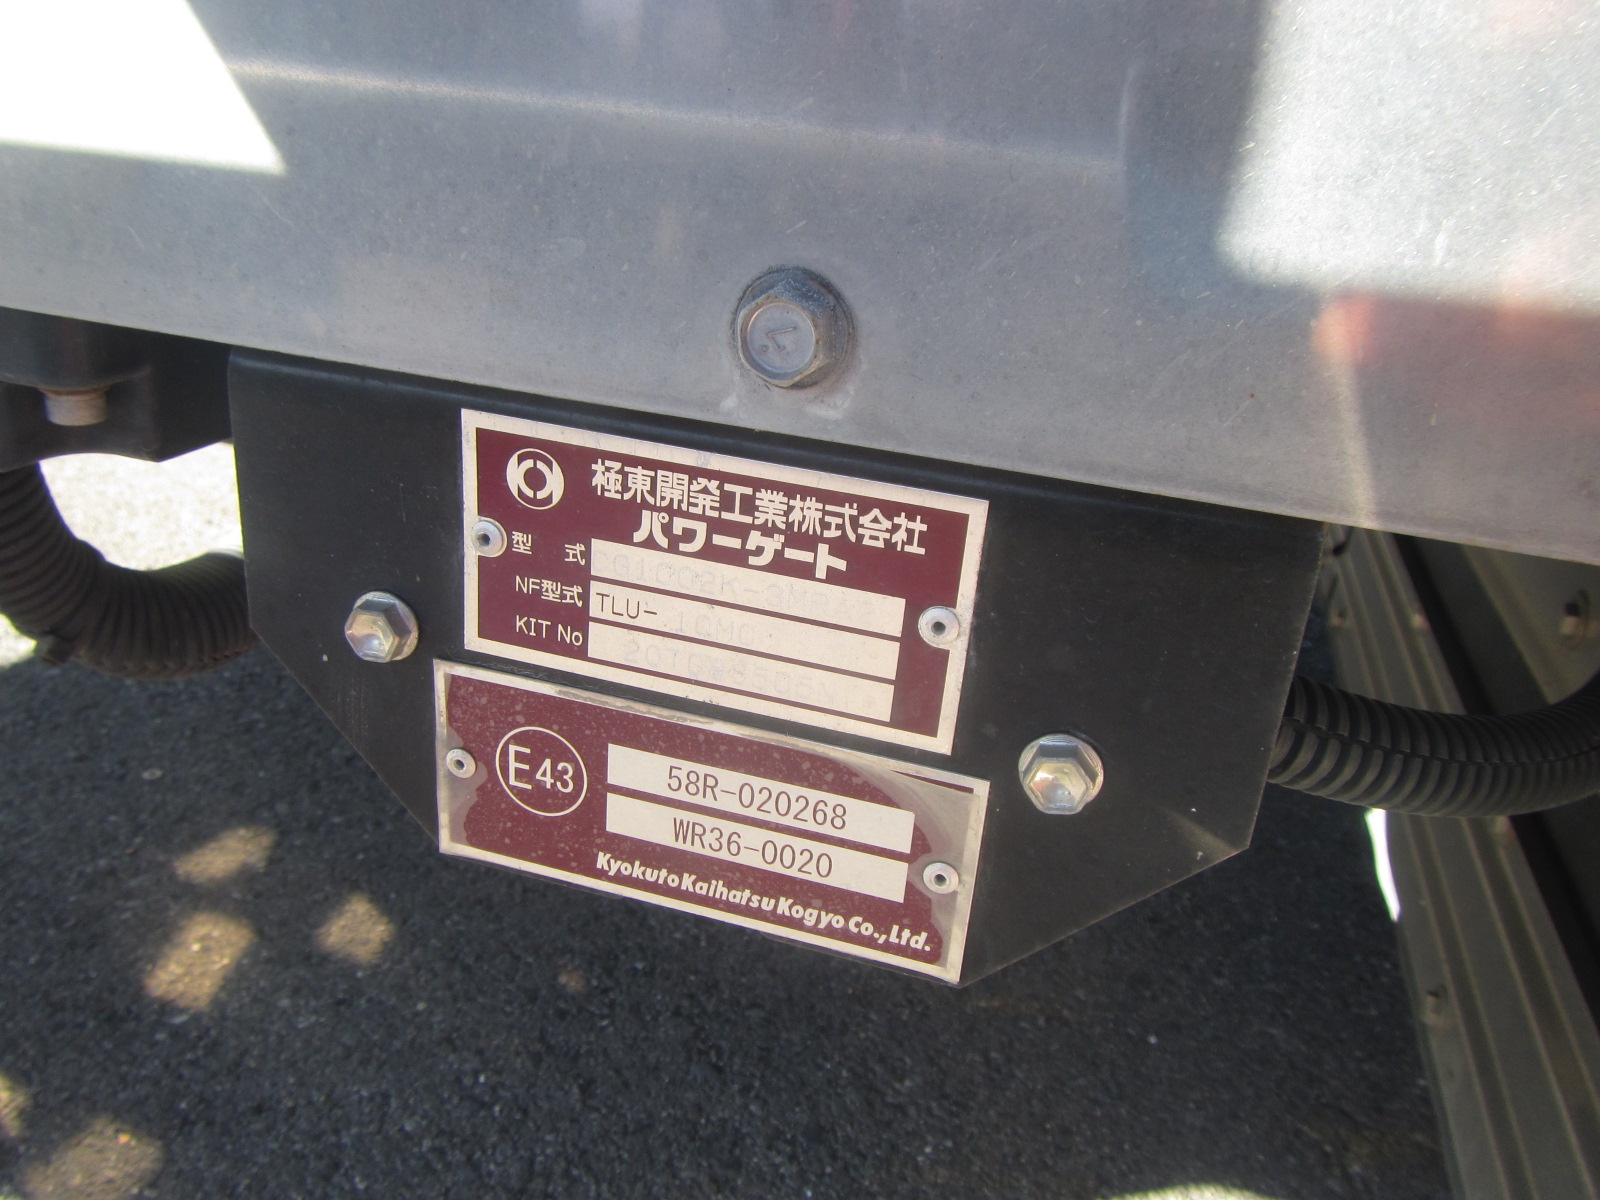 極東開発工業株式会社
パワーゲート
型 式
NF型式 TLU-
KIT No
E43
58R-020268
WR36-0020
Kyokuto Kaihatsu Kogyo Co., Ltd.